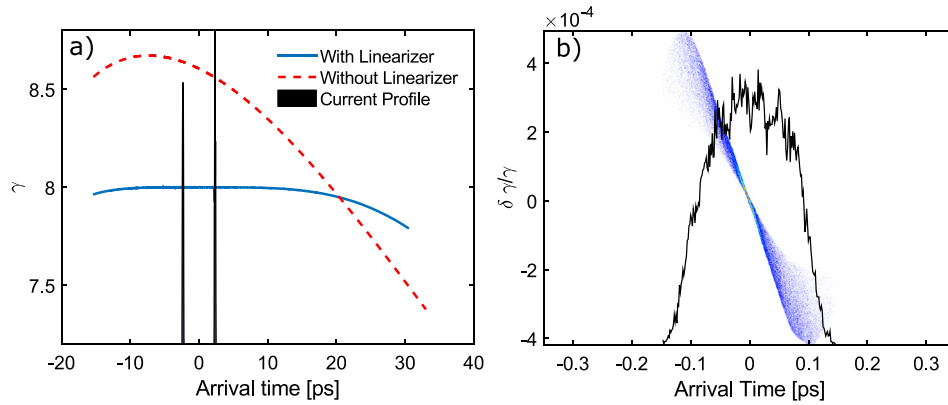 a)
With Linearizer
Without Linearizer
Current Profile
8.5
8
7.5
γ
-20
-10
0
10
20
30
40
Arrival time [ps]
×10⁻⁴
b)
4
2
0
-2
-4
δ γ/γ
-0.3
-0.2
-0.1
0
0.1
0.2
0.3
Arrival Time [ps]